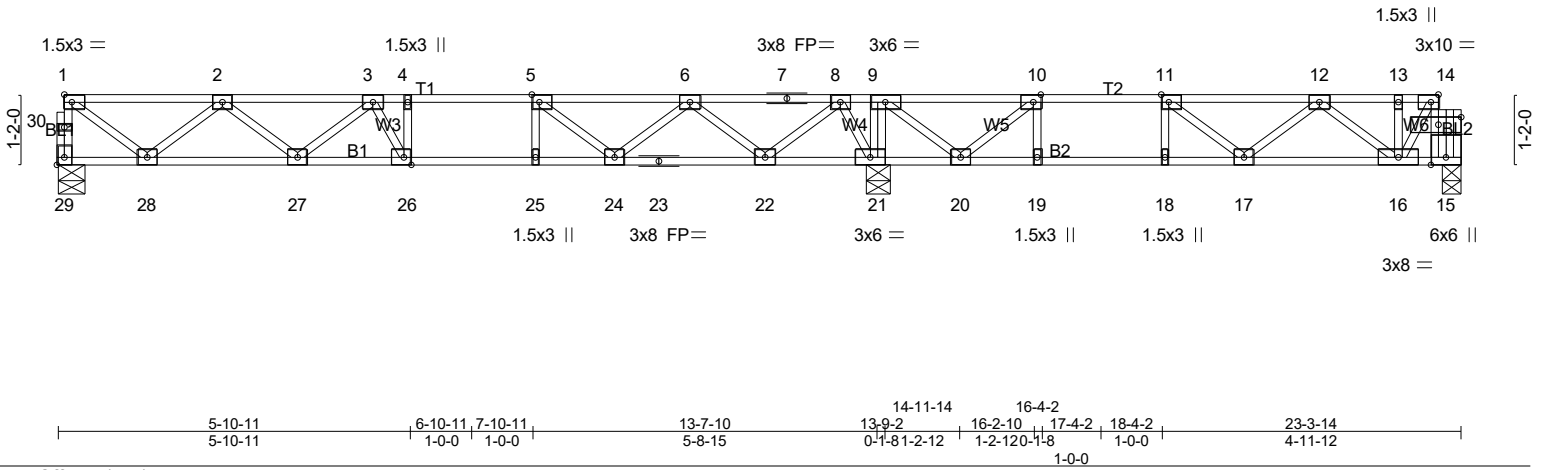 1.5x3 ||
1.5x3 = 1.5x3 || 3x8 FP= 3x6 = 3x10 =
1 2 3 4 5 6 7 8 9 10 11 12 13 14
T1 T2
1-2-0 30 W3 W4 W5 W6 BL2 1-2-0
B1 B2
29 28 27 26 25 24 23 22 21 20 19 18 17 16 15
1.5x3 || 3x8 FP= 3x6 = 1.5x3 || 1.5x3 || 6x6 ||
3x8 =
14-11-14 16-4-2
5-10-11 6-10-11 7-10-11 13-7-10 13-9-2 16-2-10 17-4-2 18-4-2 23-3-14
5-10-11 1-0-0 1-0-0 5-8-15 0-1-8 1-2-12 1-2-12 0-1-8 1-0-0 4-11-12
1-0-0